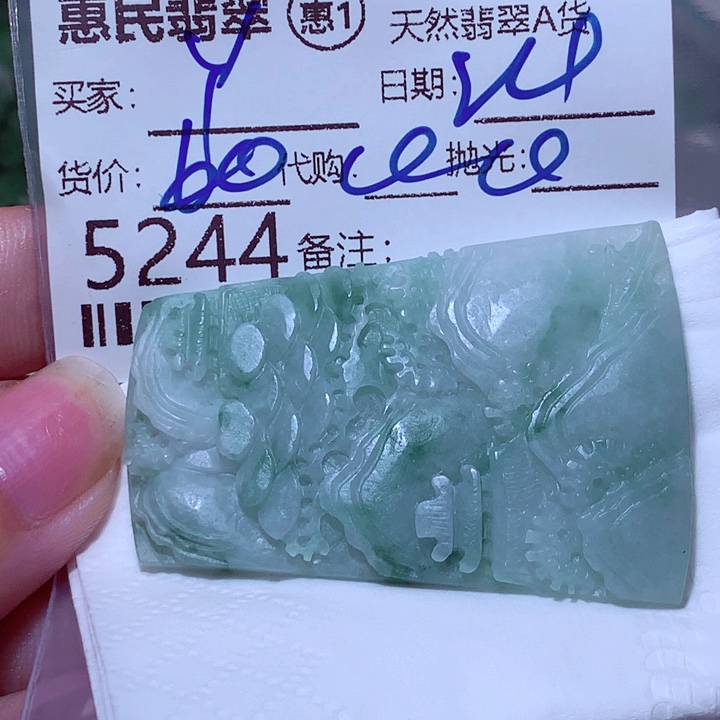 惠民翡翠 惠1 天然翡翠A货
买家: 日期:
货价: 60 代购: 抛光:
5244 备注: